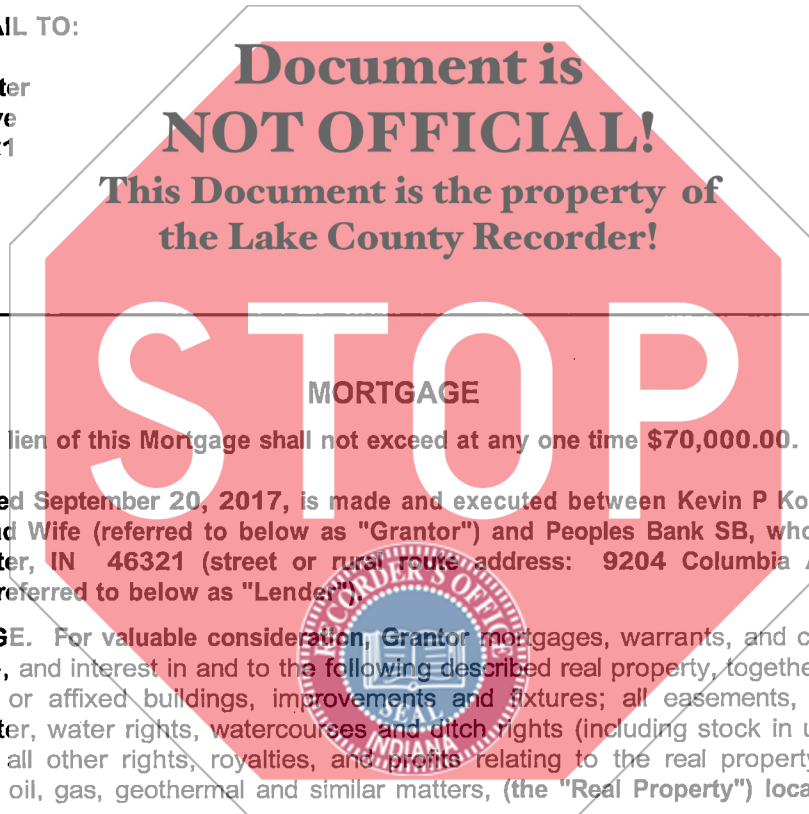 AIL TO:
Document is
ter
ve
NOT OFFICIAL!
21
This Document is the property of
the Lake County Recorder!
STOP
MORTGAGE
lien of this Mortgage shall not exceed at any one time $70,000.00.
ed September 20, 2017, is made and executed between Kevin P Ko
nd Wife (referred to below as "Grantor") and Peoples Bank SB, who
ter, IN 46321 (street or rural route address: 9204 Columbia A
referred to below as "Lender").
RECORDER'S OFFICE
SEAL
INDIANA
GE. For valuable consideration, Grantor mortgages, warrants, and c
, and interest in and to the following described real property, togethe
or affixed buildings, improvements and fixtures; all easements,
ter, water rights, watercourses and ditch rights (including stock in u
all other rights, royalties, and profits relating to the real property
oil, gas, geothermal and similar matters, (the "Real Property") loca